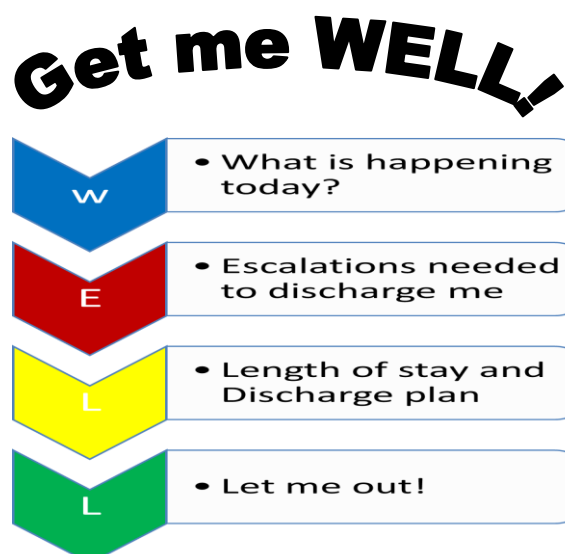 Get me WELL!
W
• What is happening
today?
E
• Escalations needed
to discharge me
L
• Length of stay and
Discharge plan
L
• Let me out!